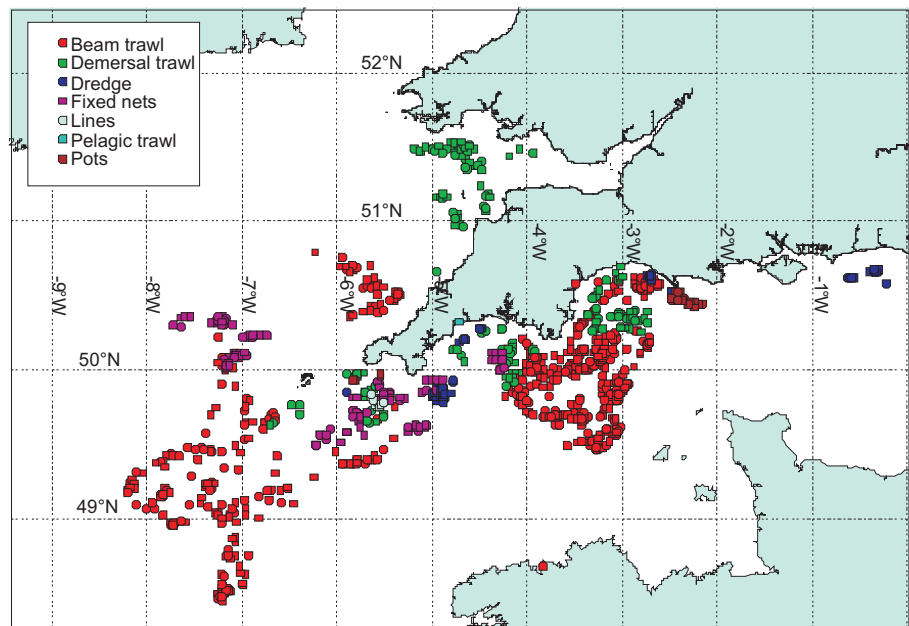 Beam trawl
Demersal trawl
Dredge
Fixed nets
Lines
Pelagic trawl
Pots
52°N
51°N
50°N
49°N
-9°W
-8°W
-7°W
-6°W
-4°W
-3°W
-2°W
-1°W